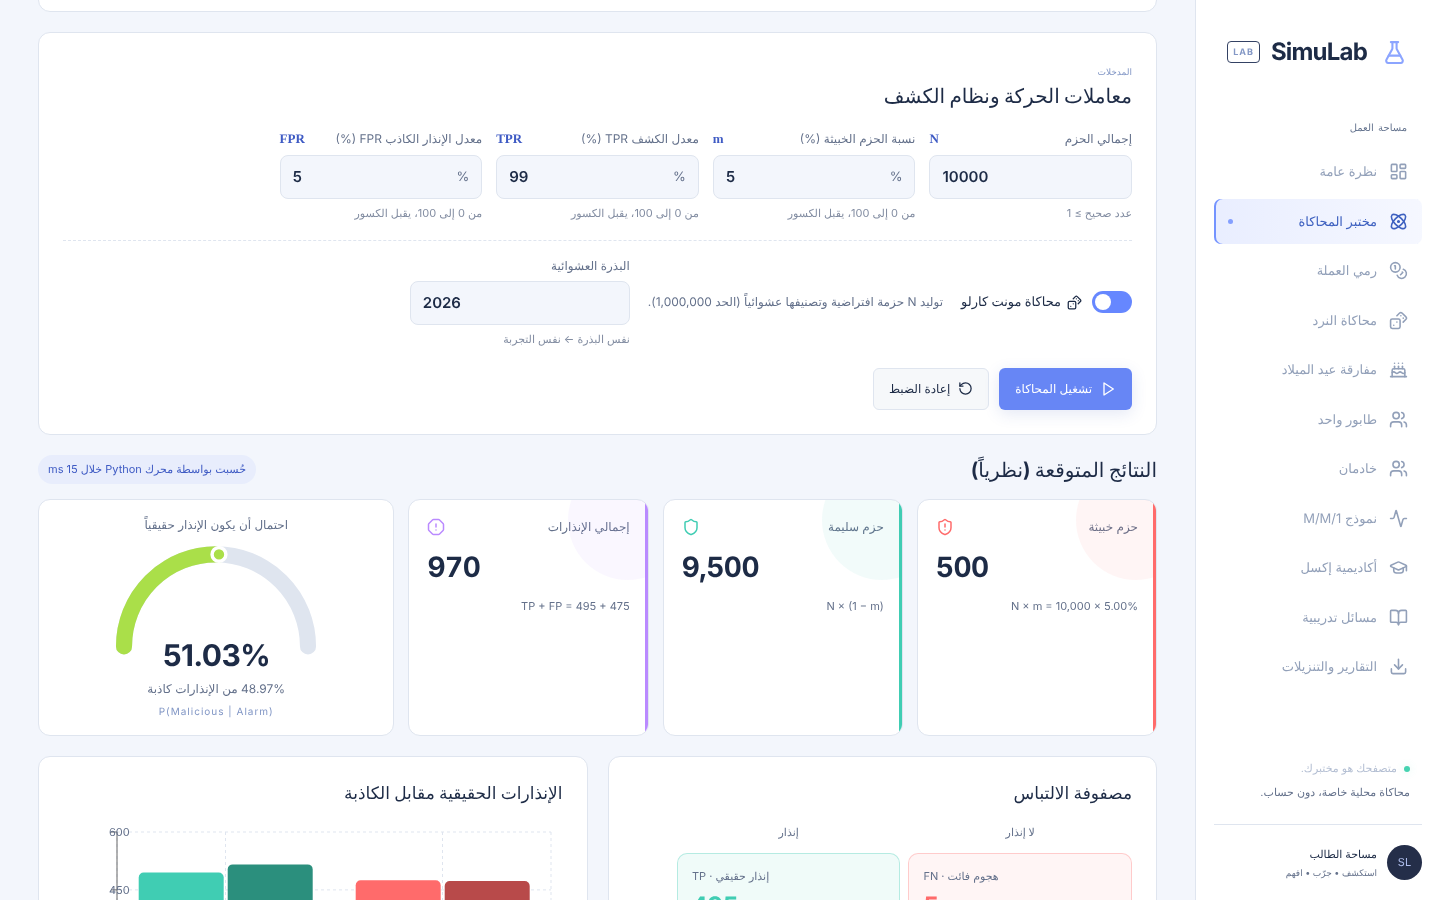 SimuLab LAB
مساحة العمل
نظرة عامة
مختبر المحاكاة
رمي العملة
محاكاة النرد
مفارقة عيد الميلاد
طابور واحد
خادمان
نموذج M/M/1
أكاديمية إكسل
مسائل تدريبية
التقارير والتنزيلات
متصفحك هو مختبرك.
محاكاة محلية خاصة، دون حساب.
SL
مساحة الطالب
استكشف • جرّب • افهم
المدخلات
معاملات الحركة ونظام الكشف
إجمالي الحزم N
10000
عدد صحيح ≥ 1
نسبة الحزم الخبيثة (%) m
5 %
من 0 إلى 100، يقبل الكسور
معدل الكشف TPR (%) TPR
99 %
من 0 إلى 100، يقبل الكسور
معدل الإنذار الكاذب FPR (%) FPR
5 %
من 0 إلى 100، يقبل الكسور
محاكاة مونت كارلو
توليد N حزمة افتراضية وتصنيفها عشوائياً (الحد 1,000,000).
البذرة العشوائية
2026
نفس البذرة ← نفس التجربة
تشغيل المحاكاة
إعادة الضبط
النتائج المتوقعة (نظرياً)
حُسبت بواسطة محرك Python خلال 15 ms
حزم خبيثة
500
N × m = 10,000 × 5.00%
حزم سليمة
9,500
N × (1 − m)
إجمالي الإنذارات
970
TP + FP = 495 + 475
احتمال أن يكون الإنذار حقيقياً
51.03%
48.97% من الإنذارات كاذبة
P(Malicious | Alarm)
مصفوفة الالتباس
لا إنذار
إنذار
هجوم فائت · FN
إنذار حقيقي · TP
الإنذارات الحقيقية مقابل الكاذبة
600
450